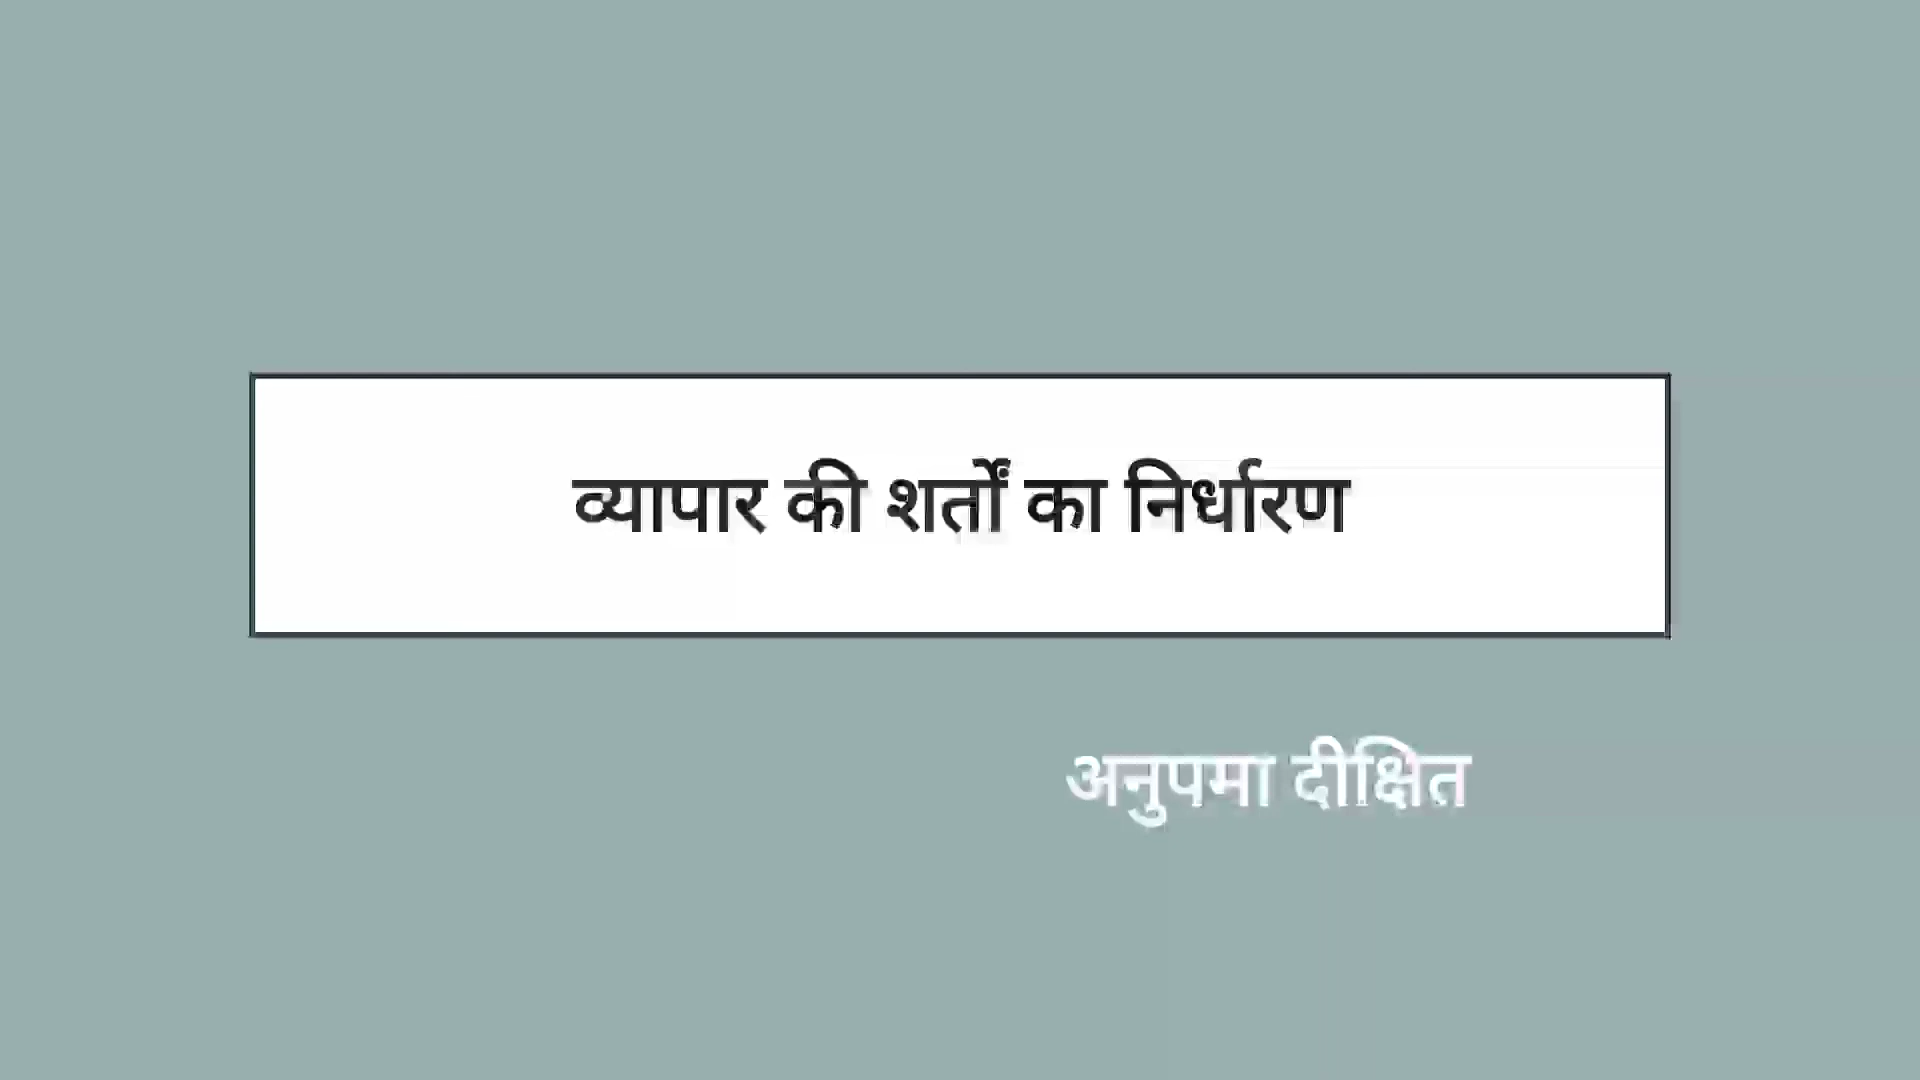 व्यापार की शर्तों का निर्धारण
अनुपमा दीक्षित